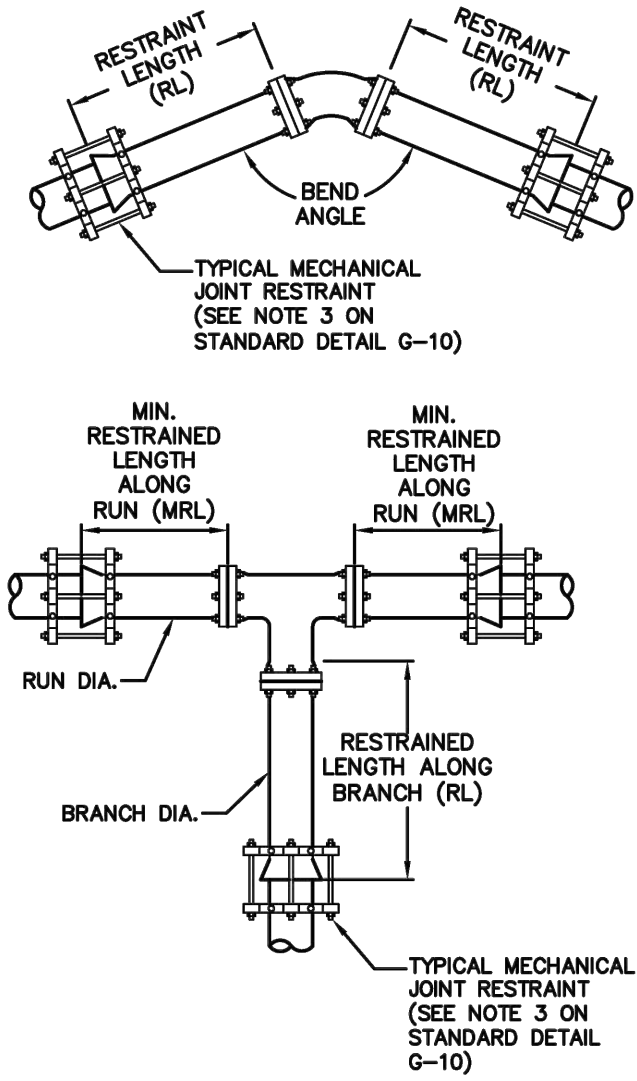 RESTRAINT
LENGTH
(RL)
RESTRAINT
LENGTH
(RL)
BEND
ANGLE
TYPICAL MECHANICAL
JOINT RESTRAINT
(SEE NOTE 3 ON
STANDARD DETAIL G-10)
MIN.
RESTRAINED
LENGTH
ALONG
RUN (MRL)
MIN.
RESTRAINED
LENGTH
ALONG
RUN (MRL)
RUN DIA.
RESTRAINED
LENGTH ALONG
BRANCH (RL)
BRANCH DIA.
TYPICAL MECHANICAL
JOINT RESTRAINT
(SEE NOTE 3 ON
STANDARD DETAIL
G-10)